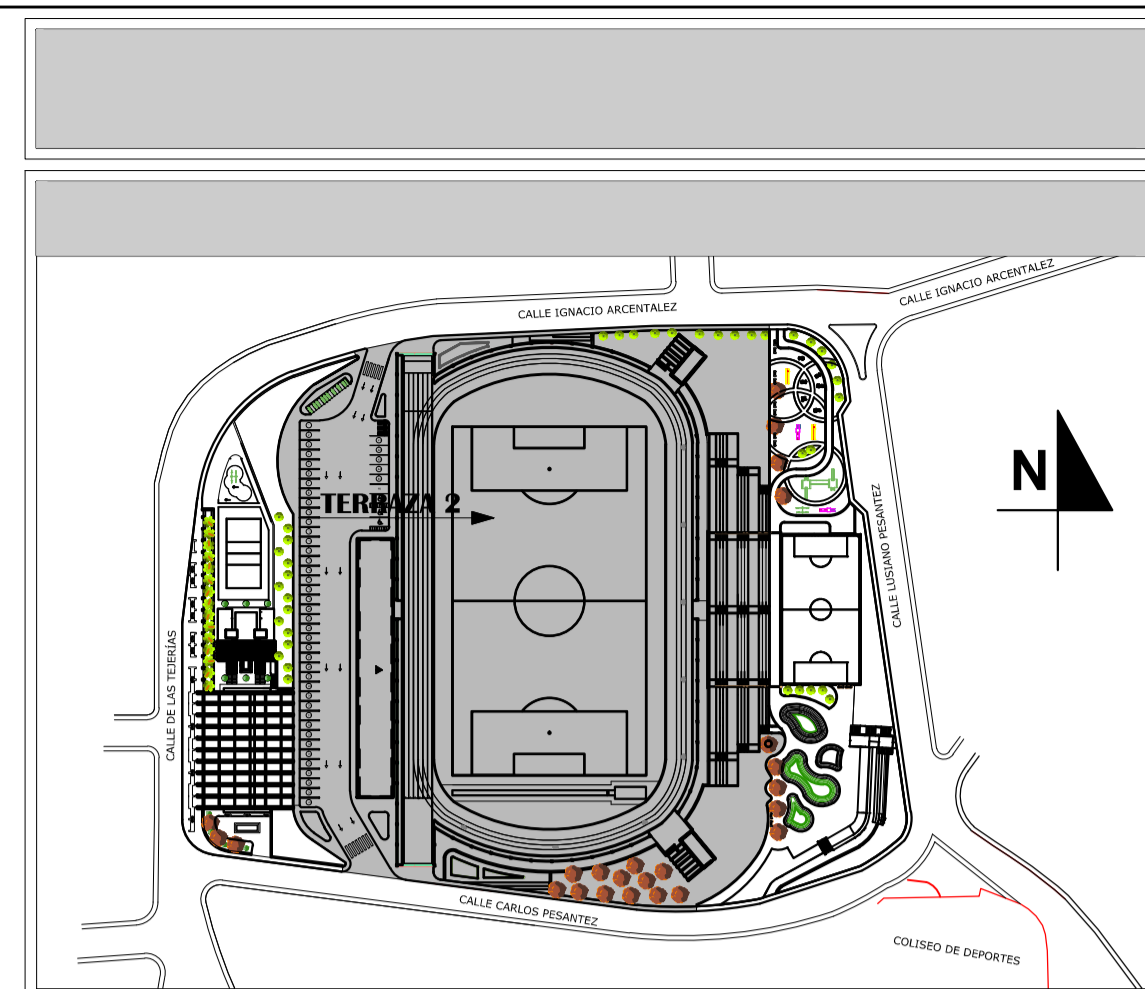 CALLE IGNACIO ARCENTALEZ
CALLE IGNACIO ARCENTALEZ
N
TERRAZA 2
CALLE LUSIANO PESANTEZ
CALLE DE LAS TEJERÍAS
CALLE CARLOS PESANTEZ
COLISEO DE DEPORTES